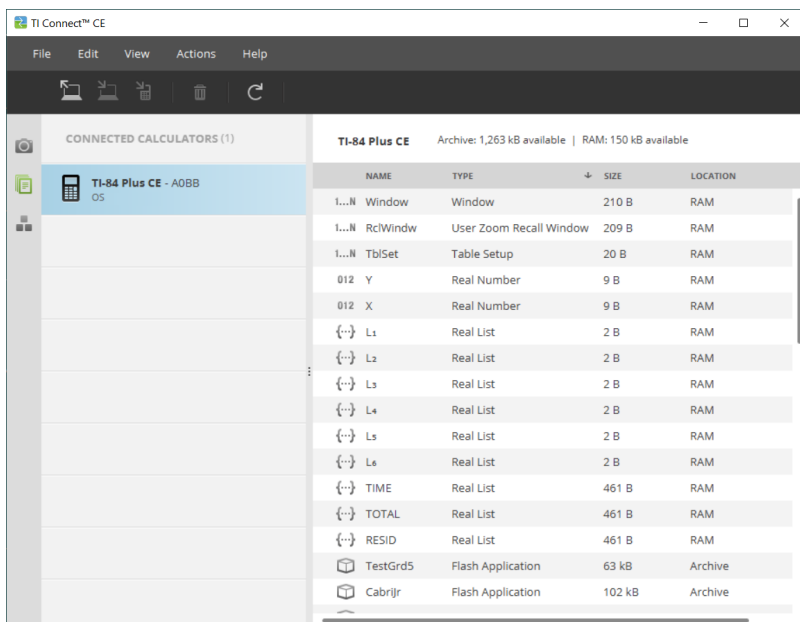 TI Connect™ CE
File Edit View Actions Help
CONNECTED CALCULATORS (1)
TI-84 Plus CE - A0BB
OS
TI-84 Plus CE Archive: 1,263 kB available | RAM: 150 kB available
NAME TYPE SIZE LOCATION
1...N Window Window 210 B RAM
1...N RclWindw User Zoom Recall Window 209 B RAM
1...N TblSet Table Setup 20 B RAM
012 Y Real Number 9 B RAM
012 X Real Number 9 B RAM
{···} L₁ Real List 2 B RAM
{···} L₂ Real List 2 B RAM
{···} L₃ Real List 2 B RAM
{···} L₄ Real List 2 B RAM
{···} L₅ Real List 2 B RAM
{···} L₆ Real List 2 B RAM
{···} TIME Real List 461 B RAM
{···} TOTAL Real List 461 B RAM
{···} RESID Real List 461 B RAM
TestGrd5 Flash Application 63 kB Archive
CabriJr Flash Application 102 kB Archive